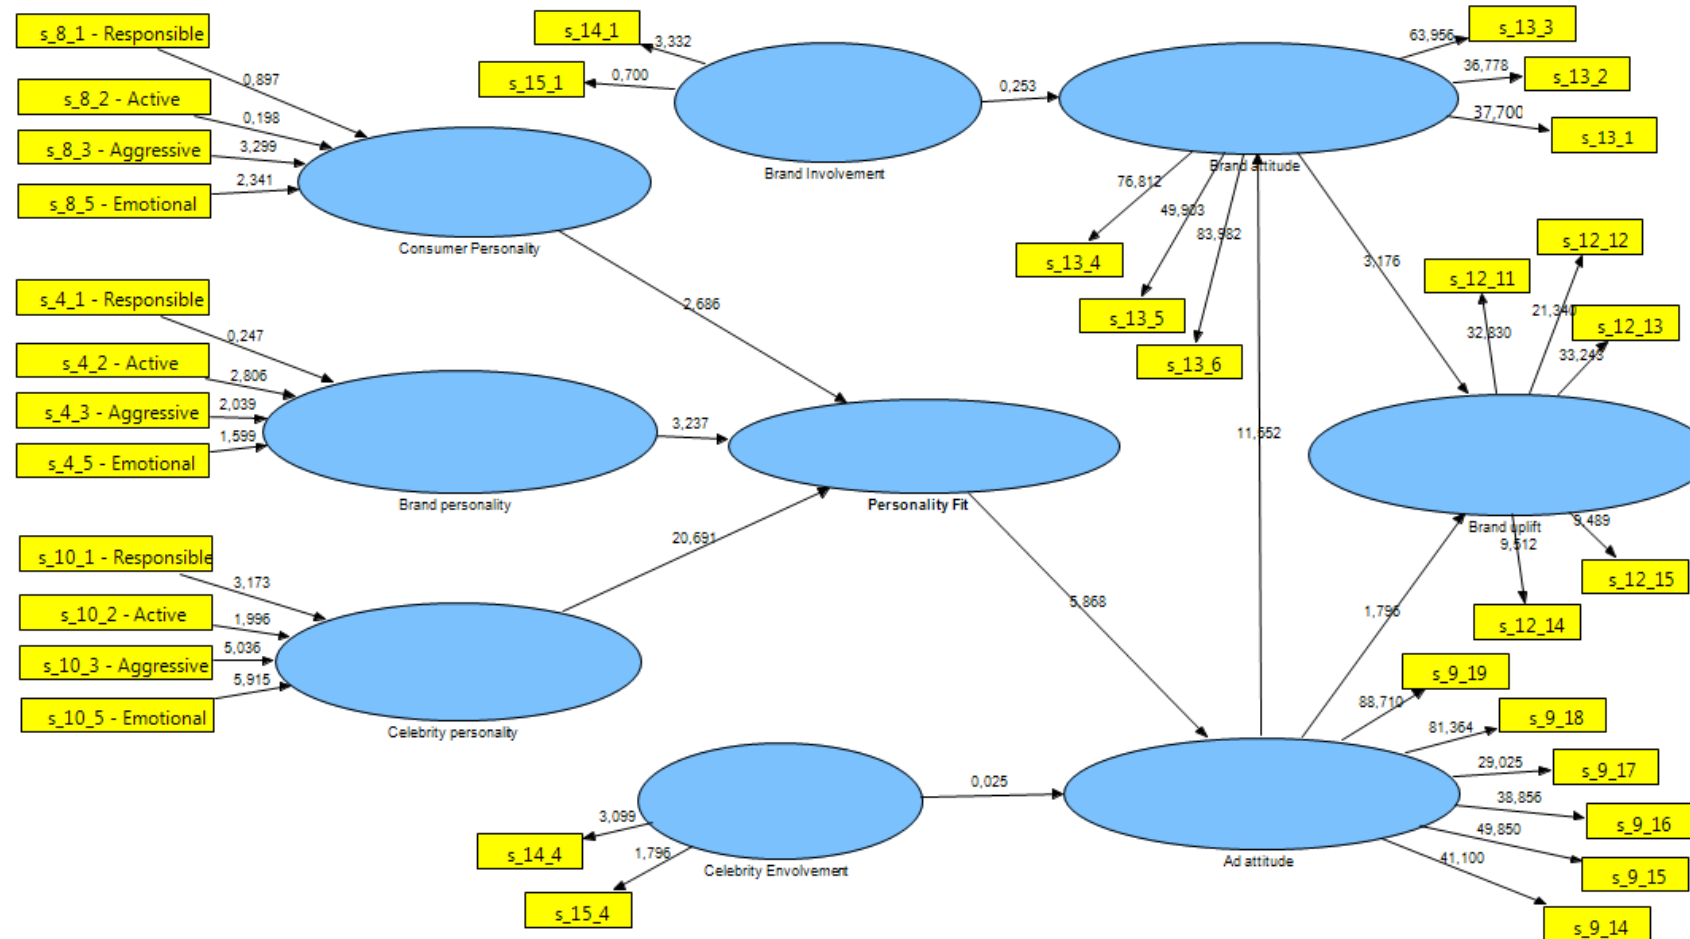 s_8_1 - Responsible
0,897
s_8_2 - Active
0,198
s_8_3 - Aggressive
3,299
s_8_5 - Emotional
2,341
Consumer Personality
s_14_1
3,332
s_15_1
0,700
Brand Involvement
0,253
Brand attitude
63,956
s_13_3
36,778
s_13_2
37,700
s_13_1
76,812
s_13_4
49,903
s_13_5
83,982
s_13_6
3,176
2,686
s_4_1 - Responsible
0,247
s_4_2 - Active
2,806
s_4_3 - Aggressive
2,039
s_4_5 - Emotional
1,599
Brand personality
3,237
Personality Fit
11,552
s_12_11
32,830
s_12_12
21,340
s_12_13
33,243
Brand uplift
9,489
s_12_15
9,512
s_12_14
s_10_1 - Responsible
3,173
s_10_2 - Active
1,996
s_10_3 - Aggressive
5,036
s_10_5 - Emotional
5,915
Celebrity personality
20,691
5,868
1,796
Celebrity Envolvement
0,025
3,099
s_14_4
1,796
s_15_4
Ad attitude
88,710
s_9_19
81,364
s_9_18
29,025
s_9_17
38,856
s_9_16
49,850
s_9_15
41,100
s_9_14